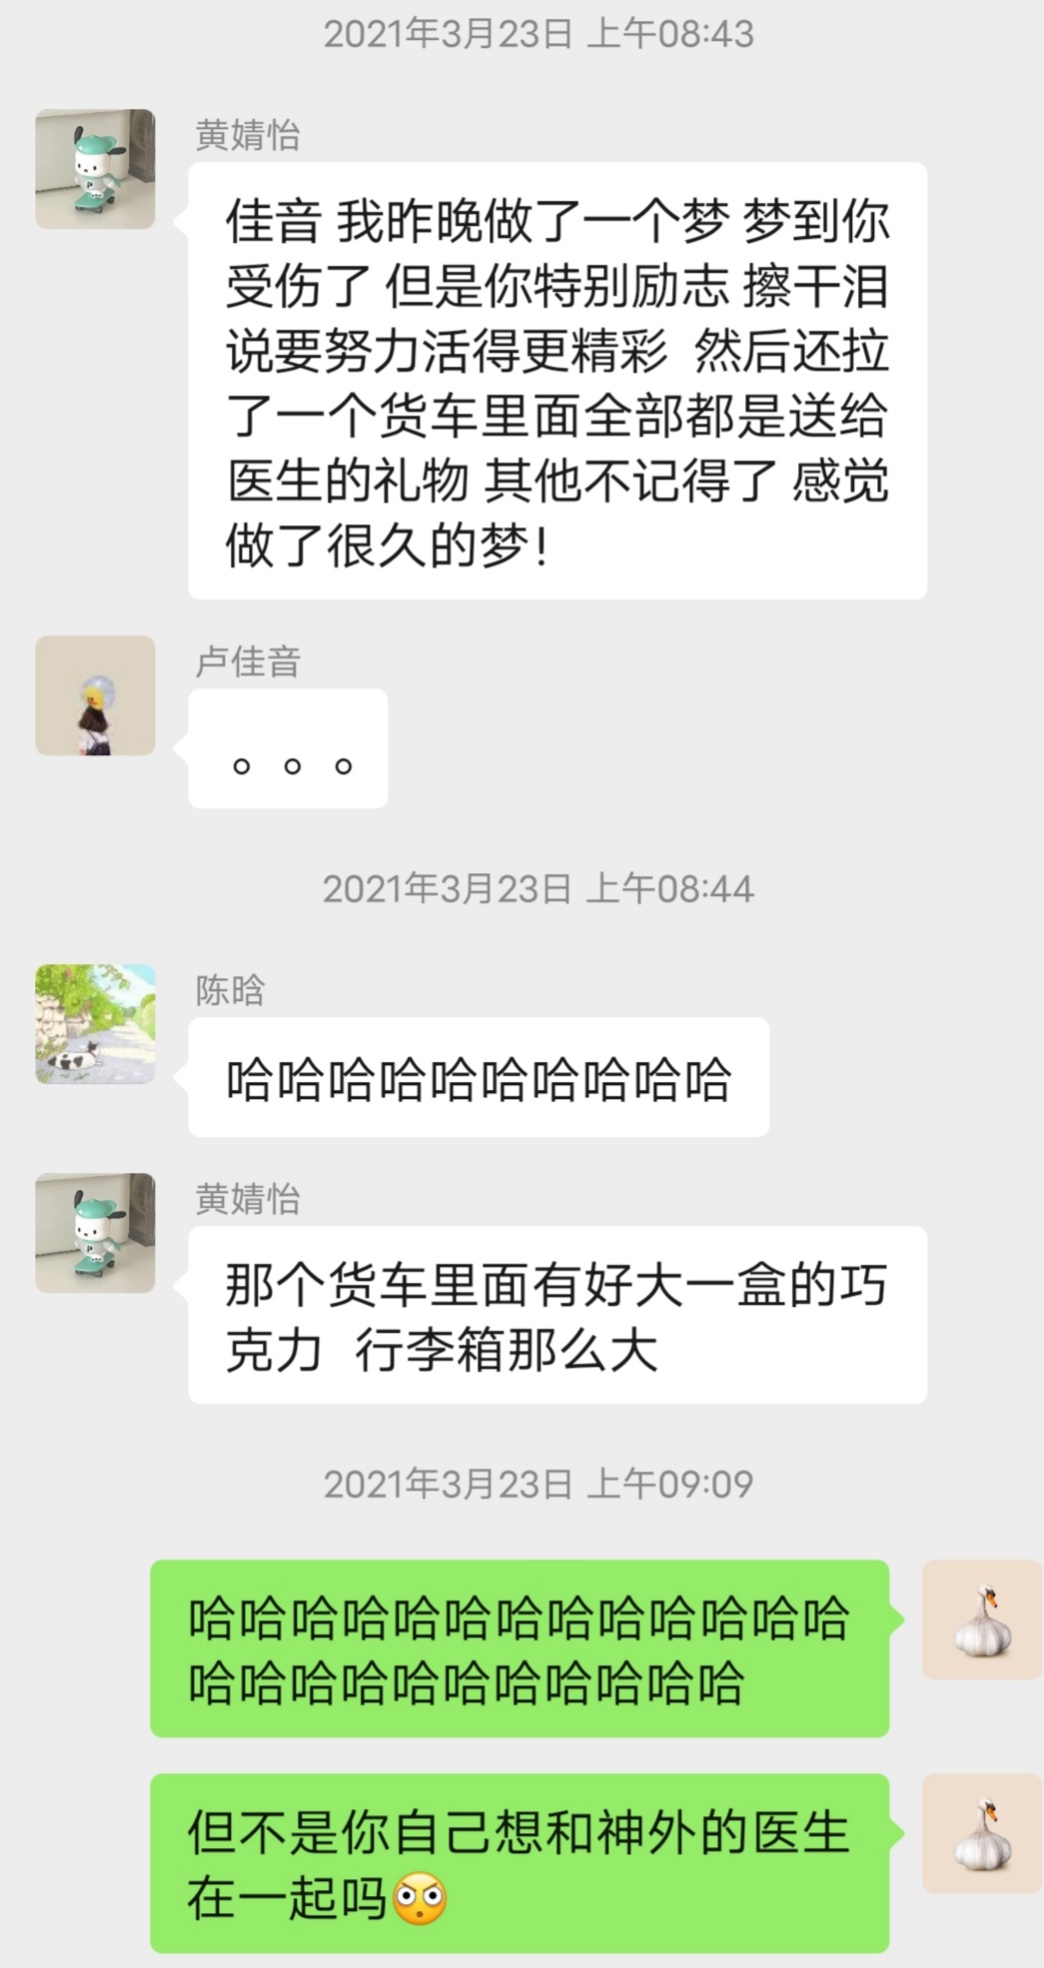 2021年3月23日 上午08:43
黄婧怡
佳音 我昨晚做了一个梦 梦到你
受伤了 但是你特别励志 擦干泪
说要努力活得更精彩  然后还拉
了一个货车里面全部都是送给
医生的礼物 其他不记得了 感觉
做了很久的梦！
卢佳音
。。。
2021年3月23日 上午08:44
陈晗
哈哈哈哈哈哈哈哈哈哈
黄婧怡
那个货车里面有好大一盒的巧
克力  行李箱那么大
2021年3月23日 上午09:09
哈哈哈哈哈哈哈哈哈哈哈哈哈
哈哈哈哈哈哈哈哈哈哈哈
但不是你自己想和神外的医生
在一起吗🙄